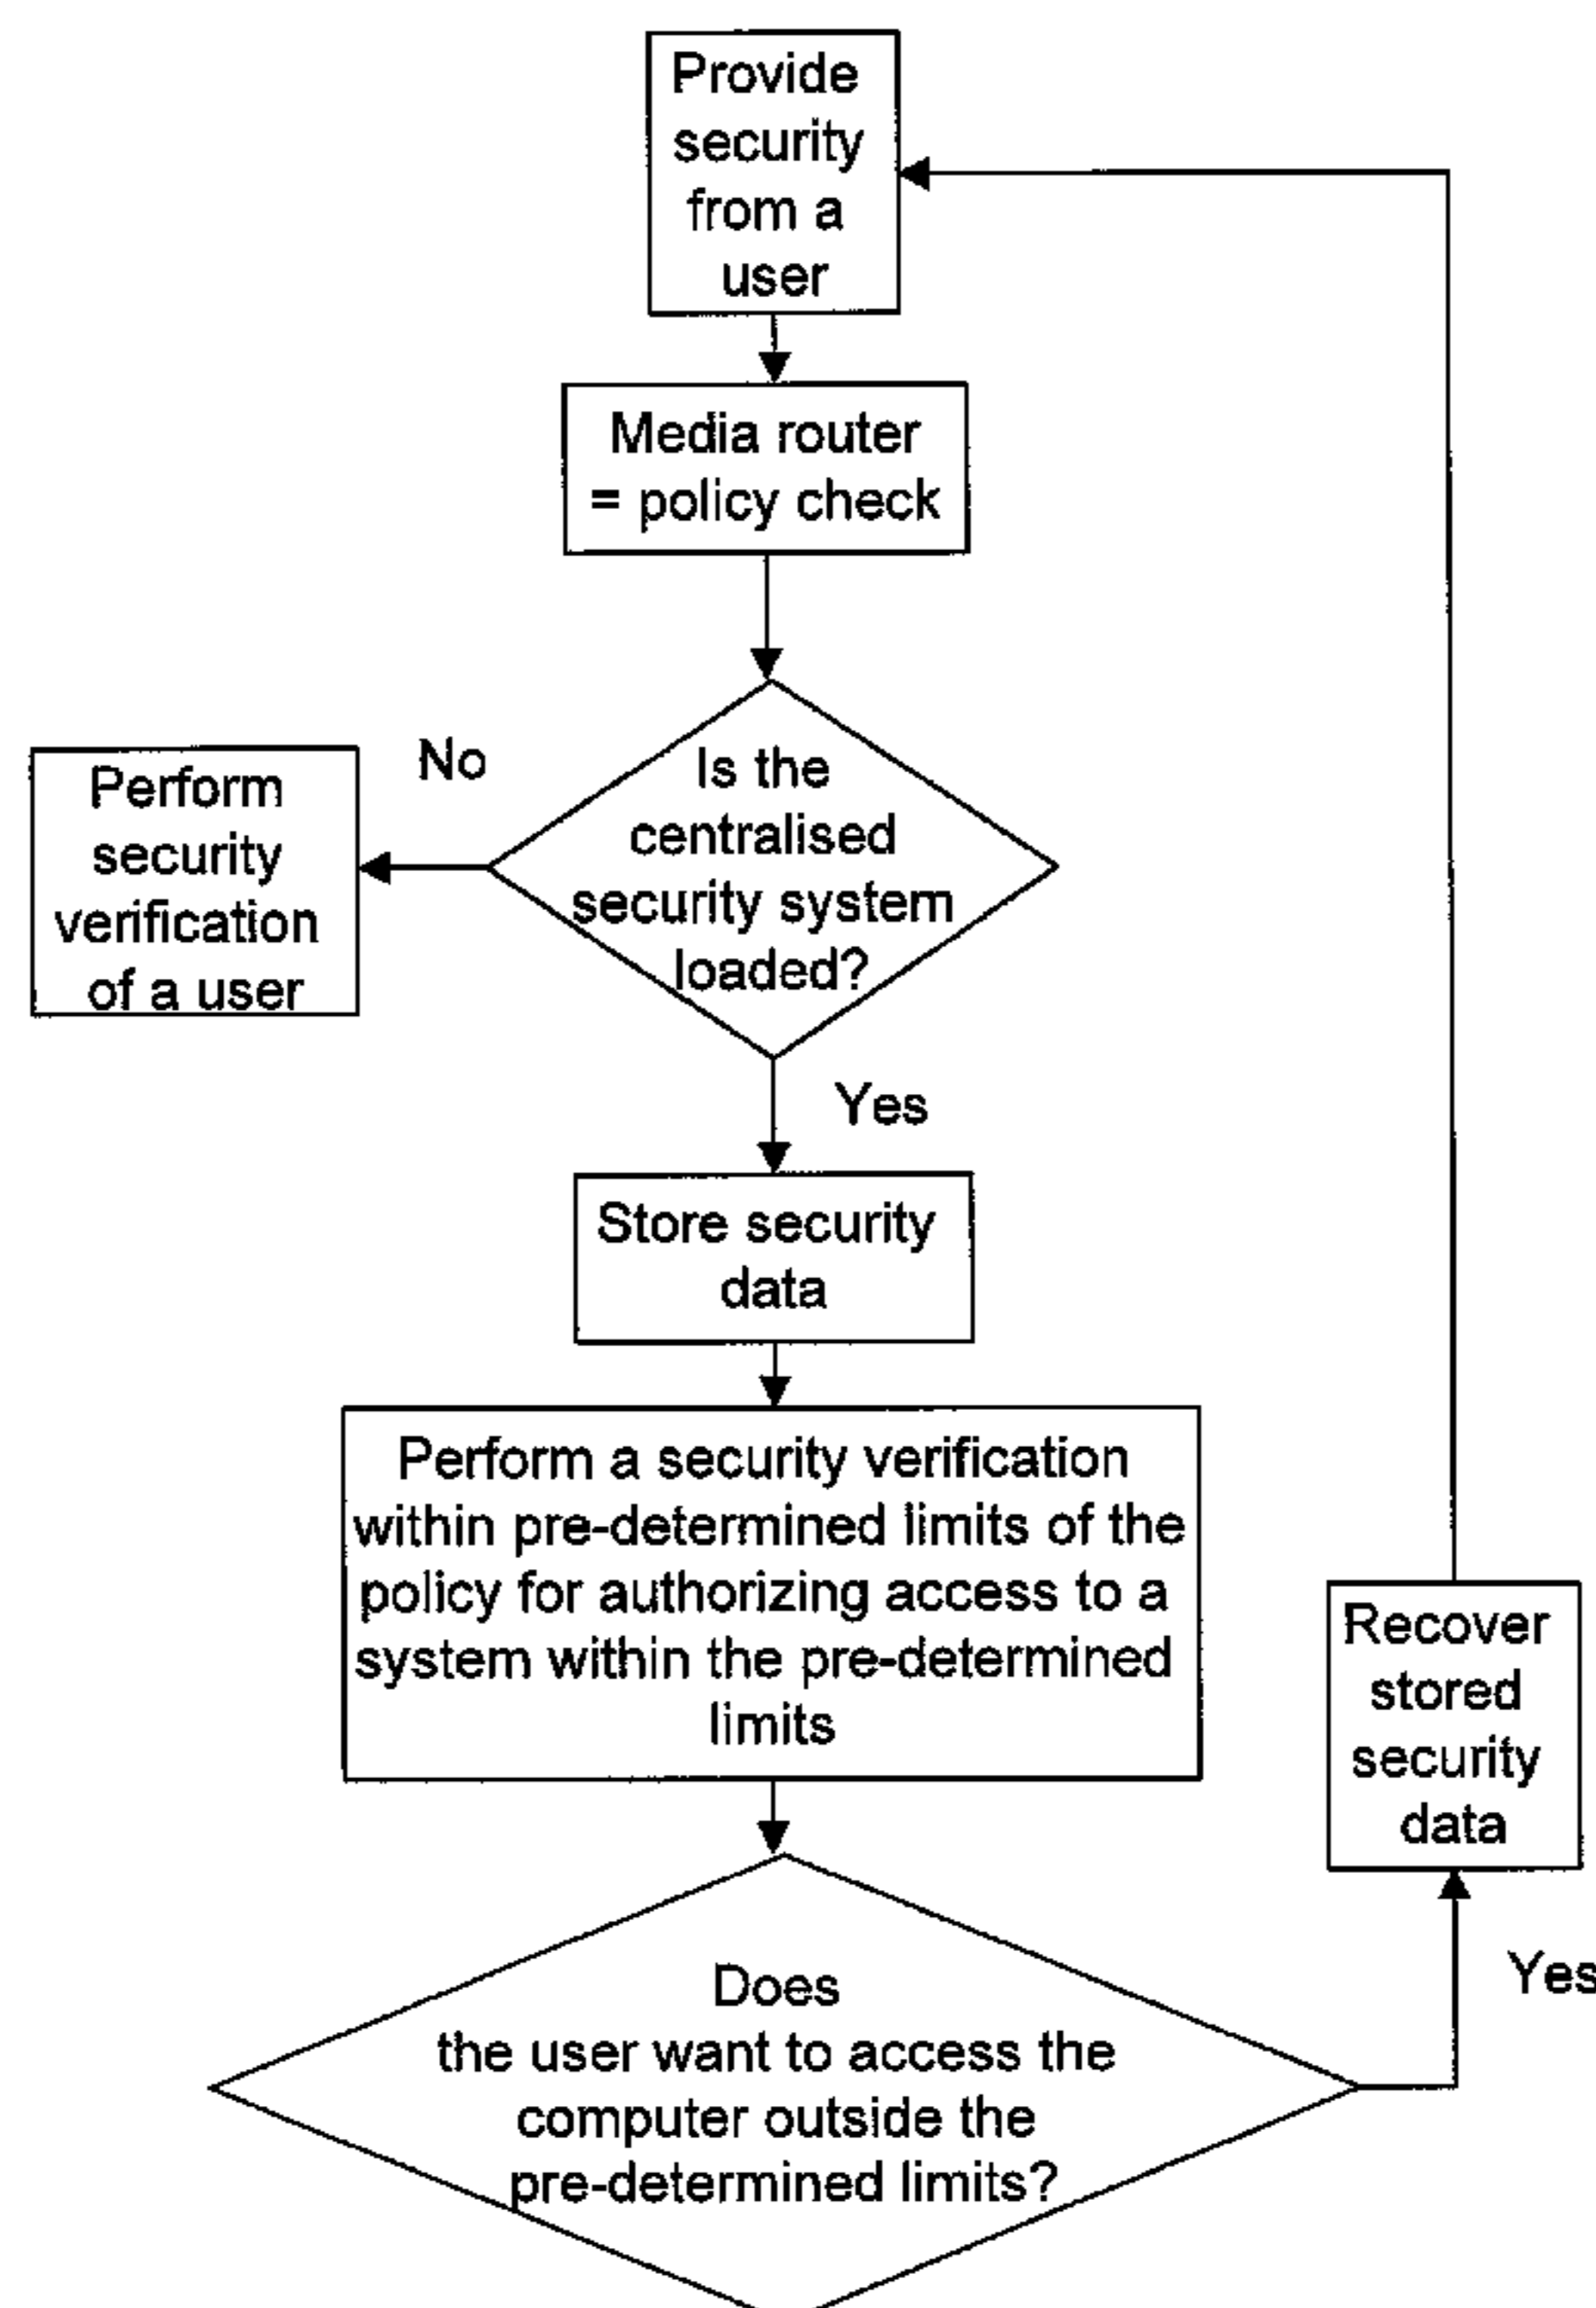 Provide
security
from a
user
Media router
= policy check
No
Is the
centralised
security system
loaded?
Perform
security
verification
of a user
Yes
Store security
data
Perform a security verification
within pre-determined limits of the
policy for authorizing access to a
system within the pre-determined
limits
Recover
stored
security
data
Yes
Does
the user want to access the
computer outside the
pre-determined limits?